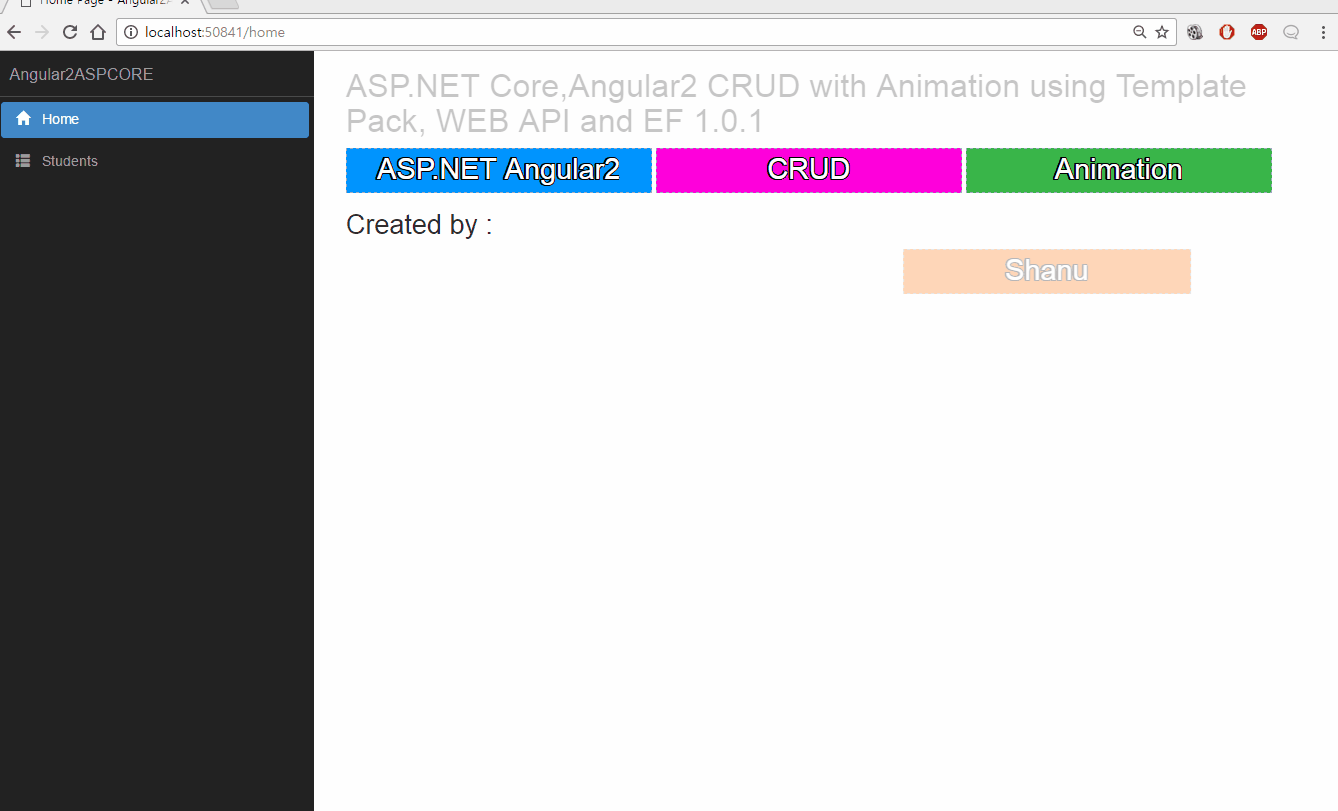 Home Page - Angular2A
localhost:50841/home
ABP
Angular2ASPCORE
Home
Students
ASP.NET Core,Angular2 CRUD with Animation using Template
Pack, WEB API and EF 1.0.1
ASP.NET Angular2
CRUD
Animation
Created by :
Shanu